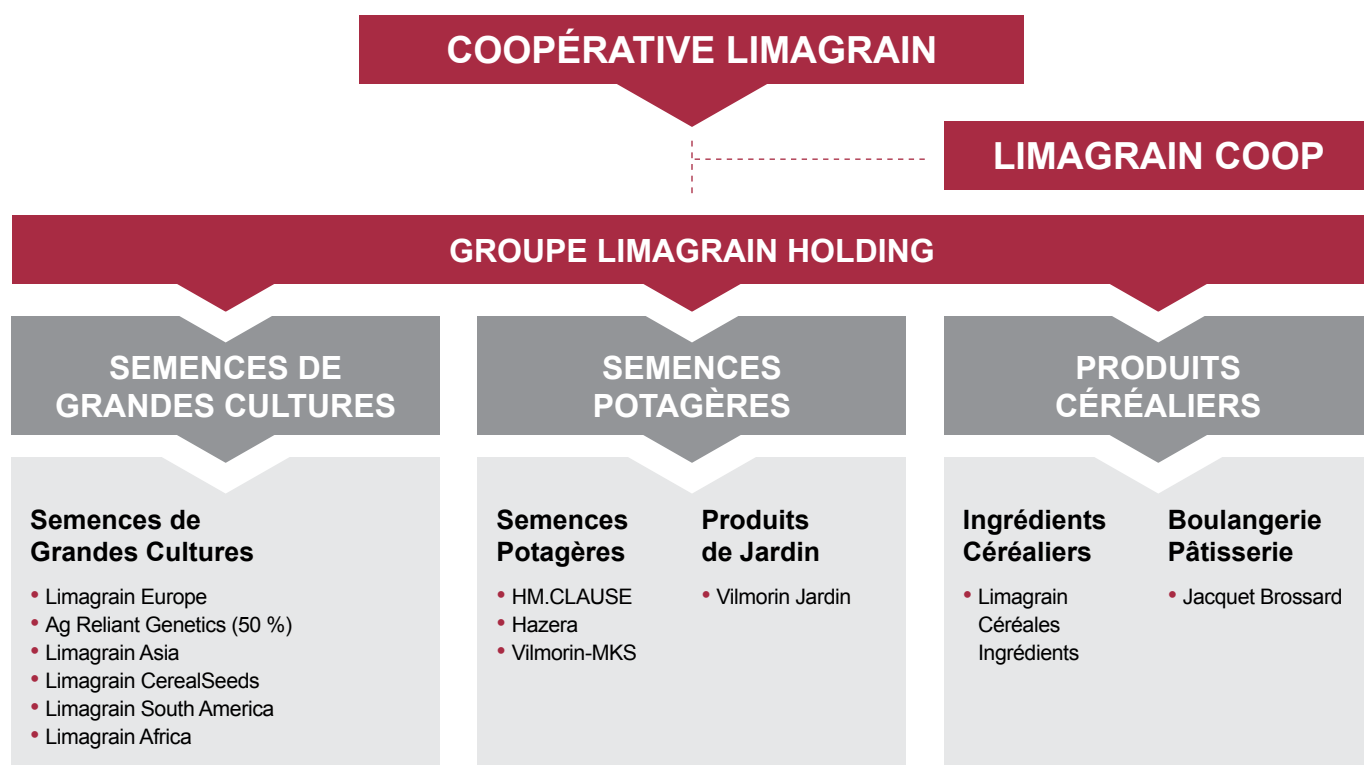 COOPÉRATIVE LIMAGRAIN
LIMAGRAIN COOP
GROUPE LIMAGRAIN HOLDING
SEMENCES DE
GRANDES CULTURES
Semences de
Grandes Cultures
• Limagrain Europe
• Ag Reliant Genetics (50 %)
• Limagrain Asia
• Limagrain CerealSeeds
• Limagrain South America
• Limagrain Africa
SEMENCES
POTAGÈRES
Semences
Potagères
• HM.CLAUSE
• Hazera
• Vilmorin-MKS
Produits
de Jardin
• Vilmorin Jardin
PRODUITS
CÉRÉALIERS
Ingrédients
Céréaliers
• Limagrain
Céréales
Ingrédients
Boulangerie
Pâtisserie
• Jacquet Brossard